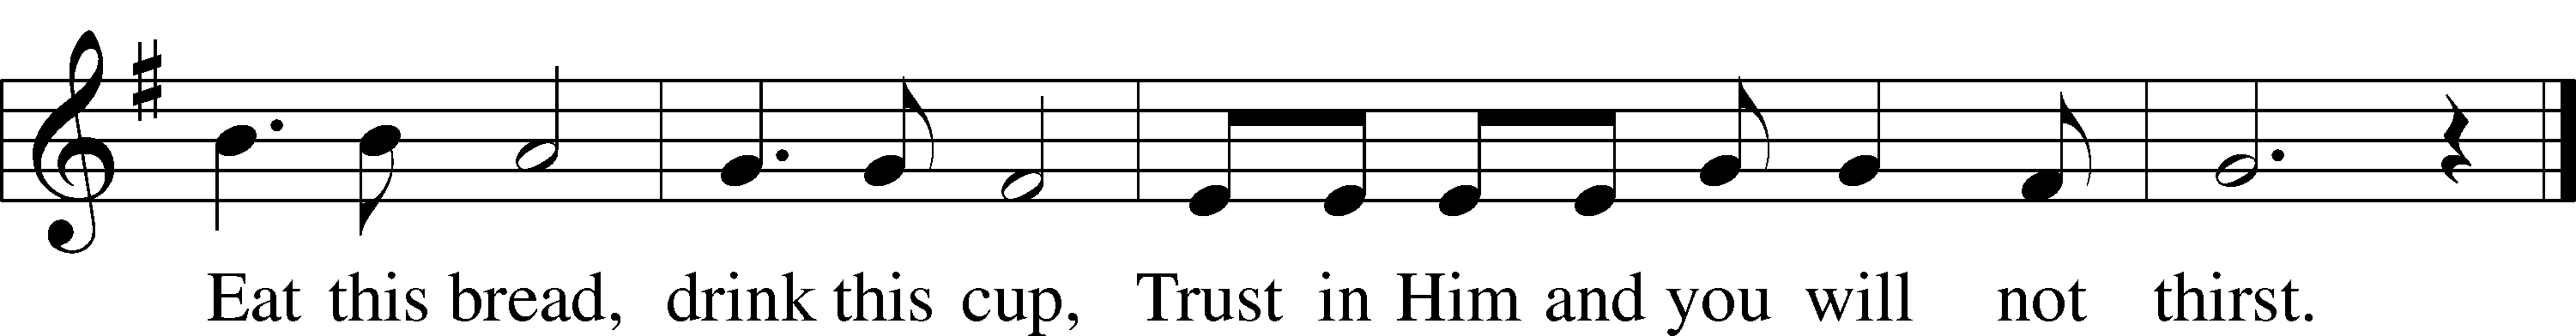 Eat this bread, drink this cup, Trust in Him and you will not thirst.